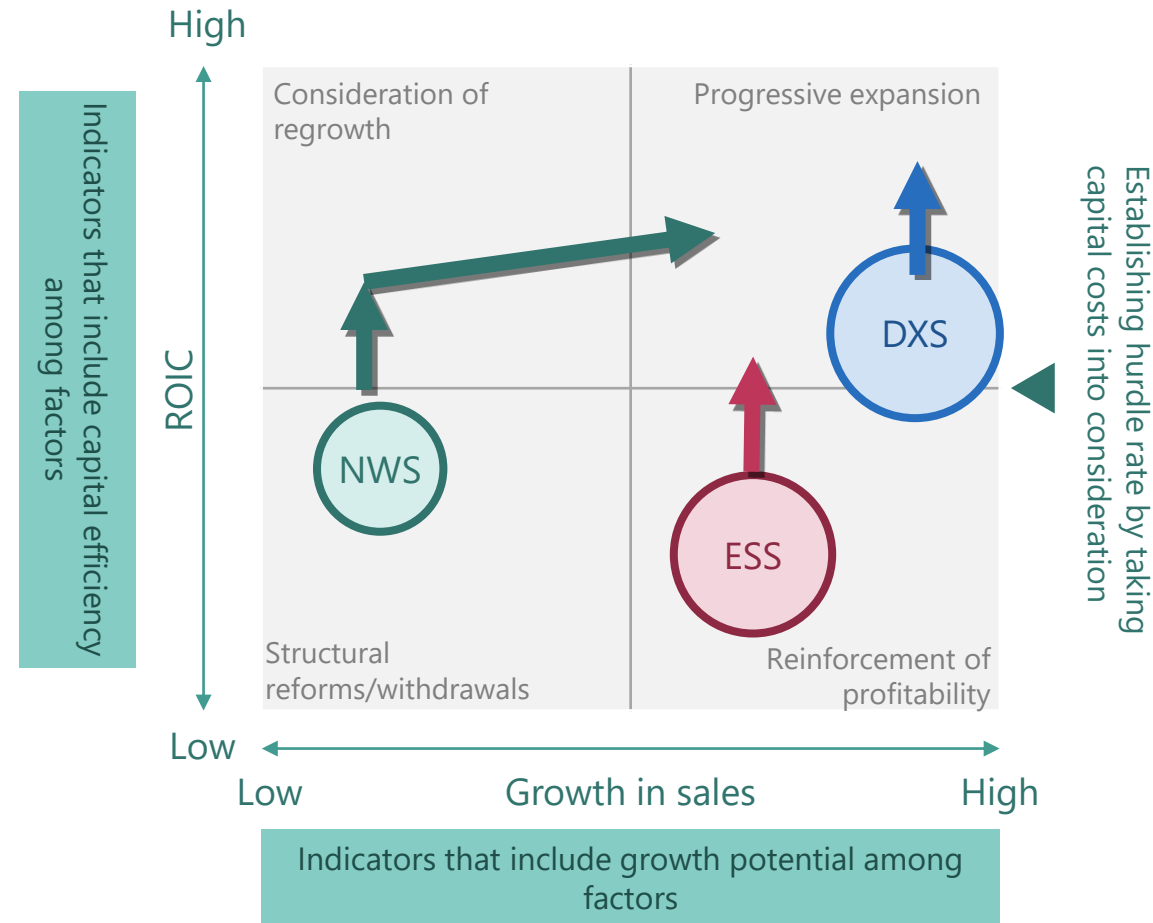 High
Indicators that include capital efficiency
among factors
ROIC
Consideration of
regrowth
Progressive expansion
DXS
NWS
ESS
Establishing hurdle rate by taking
capital costs into consideration
Structural
reforms/withdrawals
Reinforcement of
profitability
Low
Low
Growth in sales
High
Indicators that include growth potential among
factors